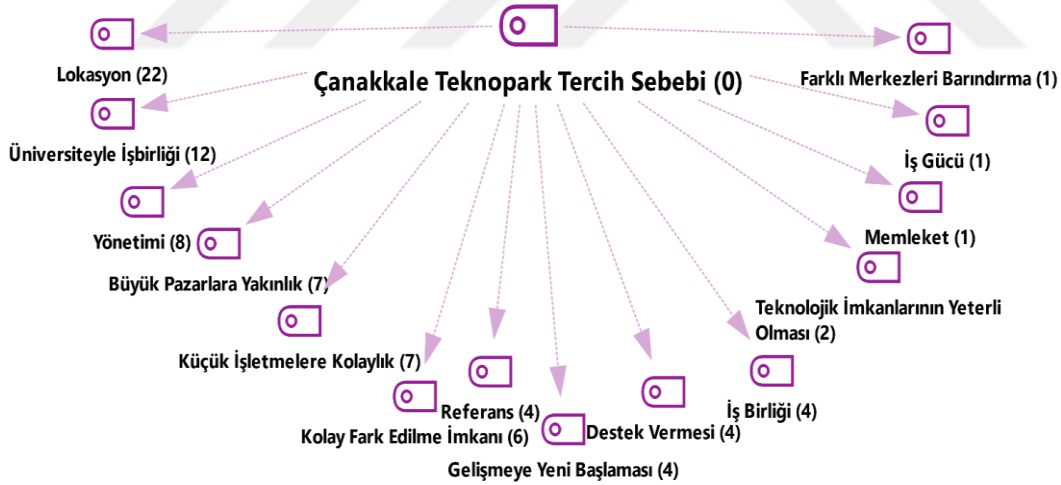 Çanakkale Teknopark Tercih Sebebi (0)
Lokasyon (22)
Üniversiteyle İşbirliği (12)
Yönetimi (8)
Büyük Pazarlara Yakınlık (7)
Küçük İşletmelere Kolaylık (7)
Kolay Fark Edilme İmkanı (6)
Referans (4)
Gelişmeye Yeni Başlaması (4)
Destek Vermesi (4)
İş Birliği (4)
Teknolojik İmkanlarının Yeterli
Olması (2)
Memleket (1)
İş Gücü (1)
Farklı Merkezleri Barındırma (1)